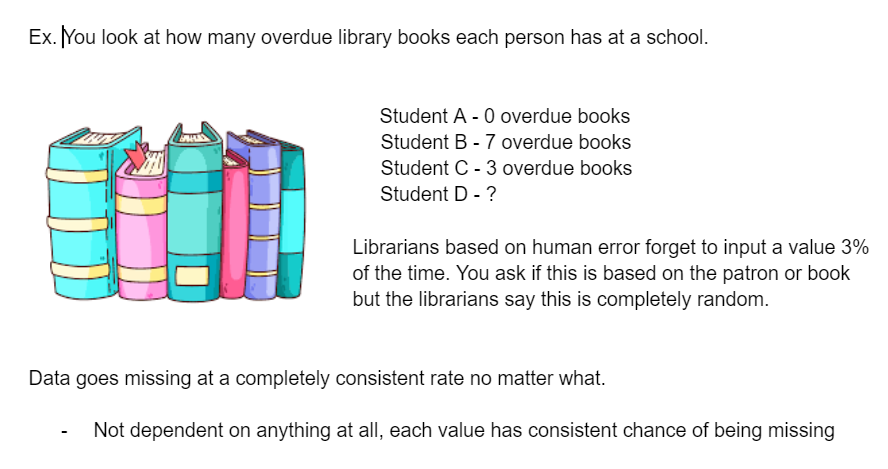 Ex. You look at how many overdue library books each person has at a school.
Student A - 0 overdue books
Student B - 7 overdue books
Student C - 3 overdue books
Student D - ?
Librarians based on human error forget to input a value 3%
of the time. You ask if this is based on the patron or book
but the librarians say this is completely random.
Data goes missing at a completely consistent rate no matter what.
- Not dependent on anything at all, each value has consistent chance of being missing